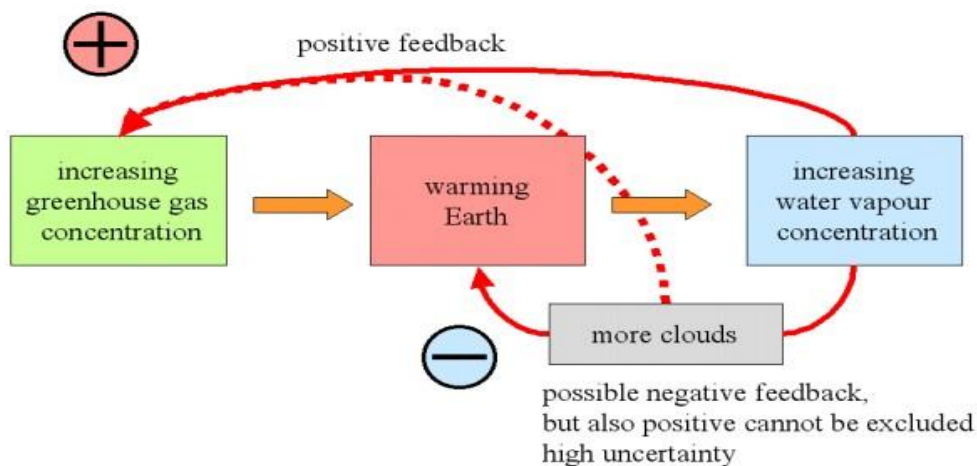 positive feedback
increasing
greenhouse gas
concentration
warming
Earth
increasing
water vapour
concentration
more clouds
possible negative feedback,
but also positive cannot be excluded
high uncertainty